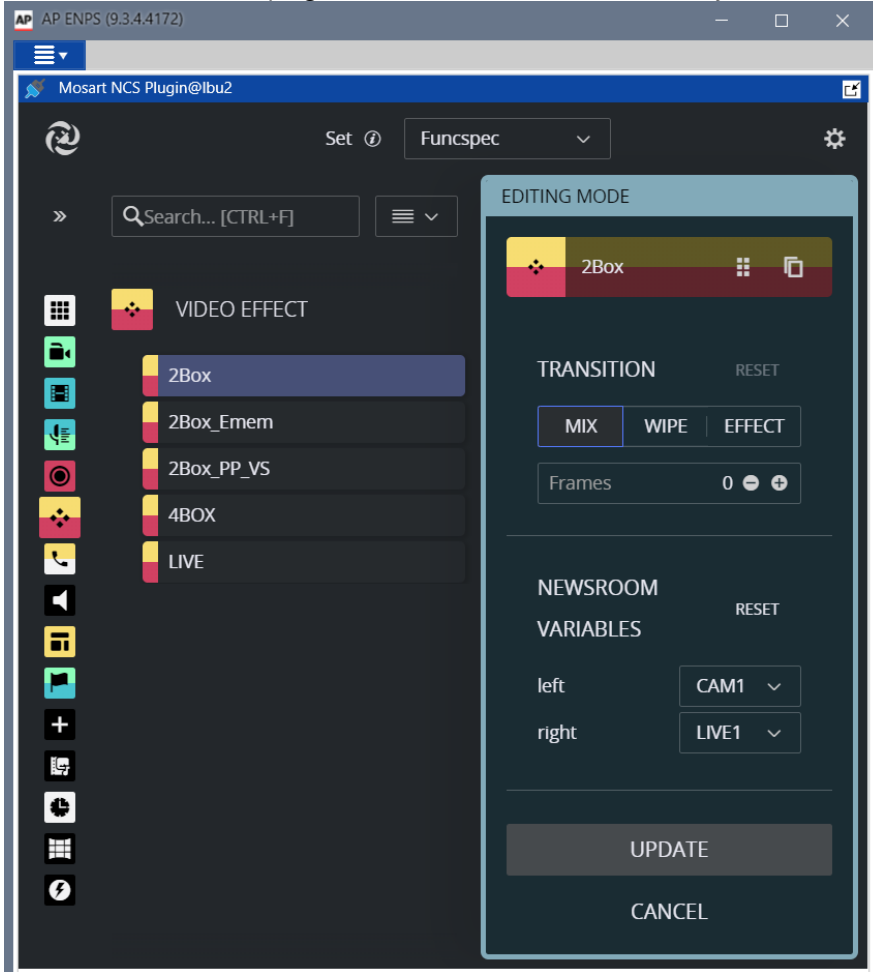 AP AP ENPS (9.3.4.4172)
Mosart NCS Plugin@lbu2
Set Funcspec
Search... [CTRL+F]
VIDEO EFFECT
2Box
2Box_Emem
2Box_PP_VS
4BOX
LIVE
EDITING MODE
2Box
TRANSITION RESET
MIX WIPE EFFECT
Frames 0
NEWSROOM
VARIABLES
RESET
left CAM1
right LIVE1
UPDATE
CANCEL